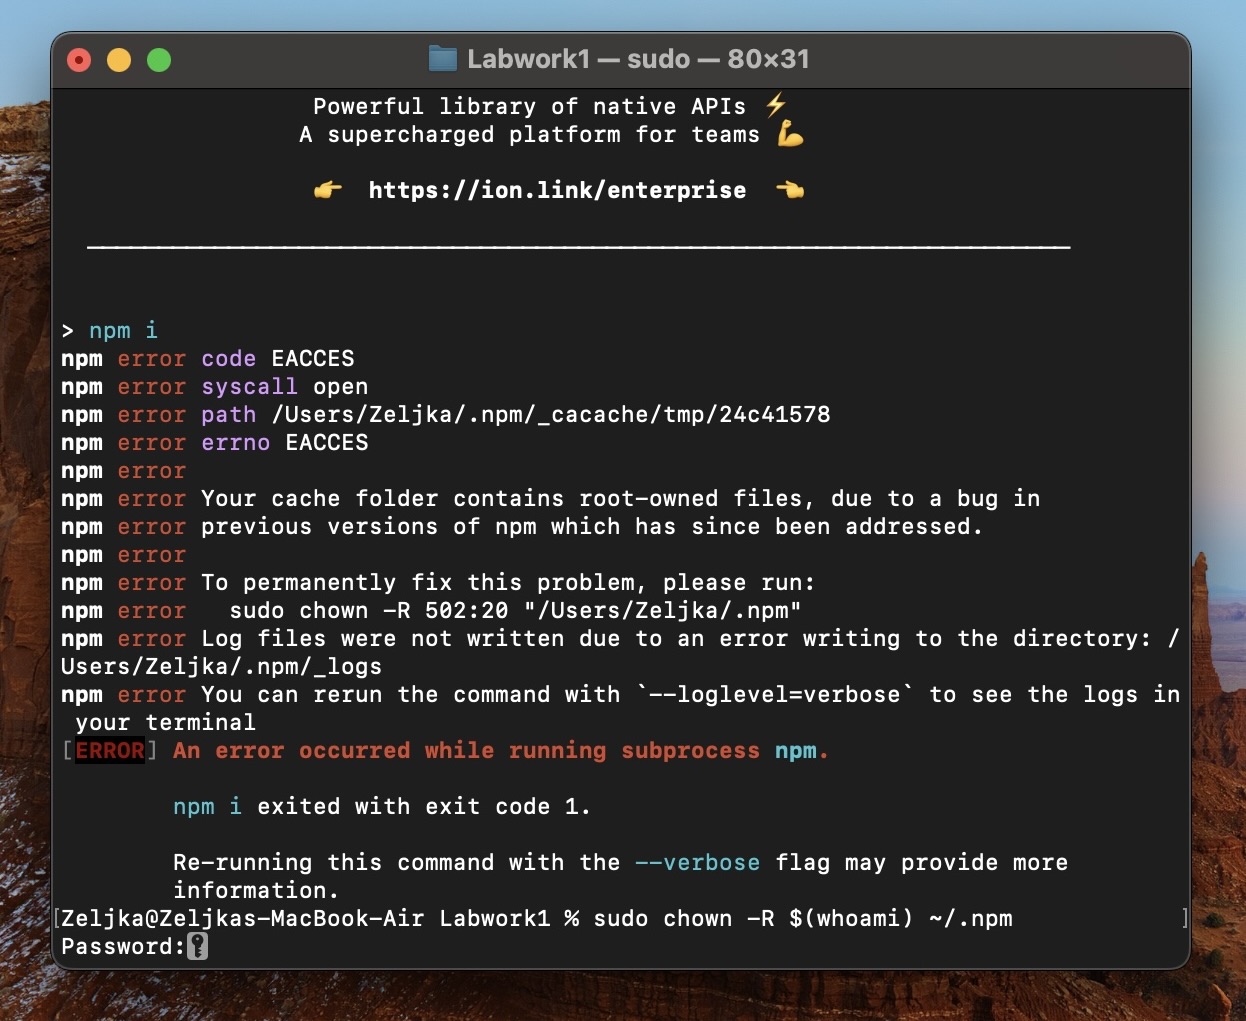 Labwork1 — sudo — 80×31
Powerful library of native APIs ⚡
A supercharged platform for teams 💪
👉 https://ion.link/enterprise 👈
> npm i
npm error code EACCES
npm error syscall open
npm error path /Users/Zeljka/.npm/_cacache/tmp/24c41578
npm error errno EACCES
npm error
npm error Your cache folder contains root-owned files, due to a bug in
npm error previous versions of npm which has since been addressed.
npm error
npm error To permanently fix this problem, please run:
npm error   sudo chown -R 502:20 "/Users/Zeljka/.npm"
npm error Log files were not written due to an error writing to the directory: /
Users/Zeljka/.npm/_logs
npm error You can rerun the command with `--loglevel=verbose` to see the logs in
your terminal
[ERROR] An error occurred while running subprocess npm.
npm i exited with exit code 1.
Re-running this command with the --verbose flag may provide more
information.
[Zeljka@Zeljkas-MacBook-Air Labwork1 % sudo chown -R $(whoami) ~/.npm ]
Password: